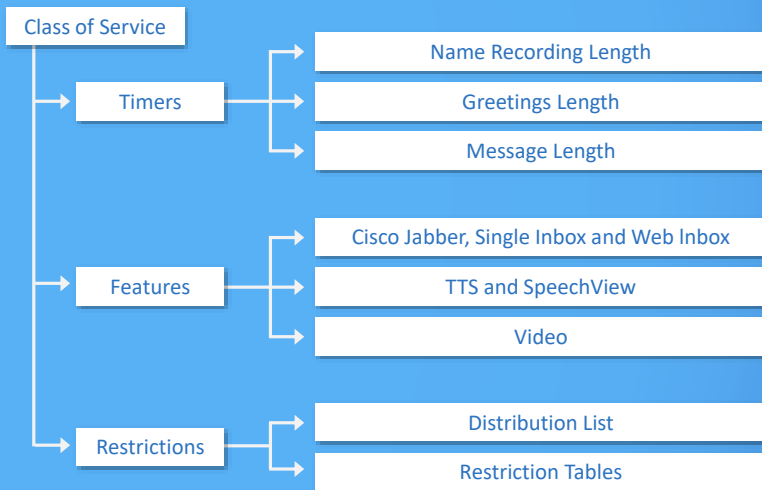 Class of Service
Timers
Name Recording Length
Greetings Length
Message Length
Features
Cisco Jabber, Single Inbox and Web lnbox
TTS and SpeechView
Video
Restrictions
Distribution List
Restriction Tables